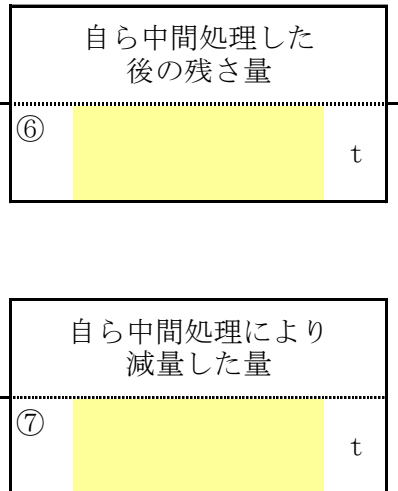 自ら中間処理した
後の残さ量
⑥
t
自ら中間処理により
減量した量
⑦
t